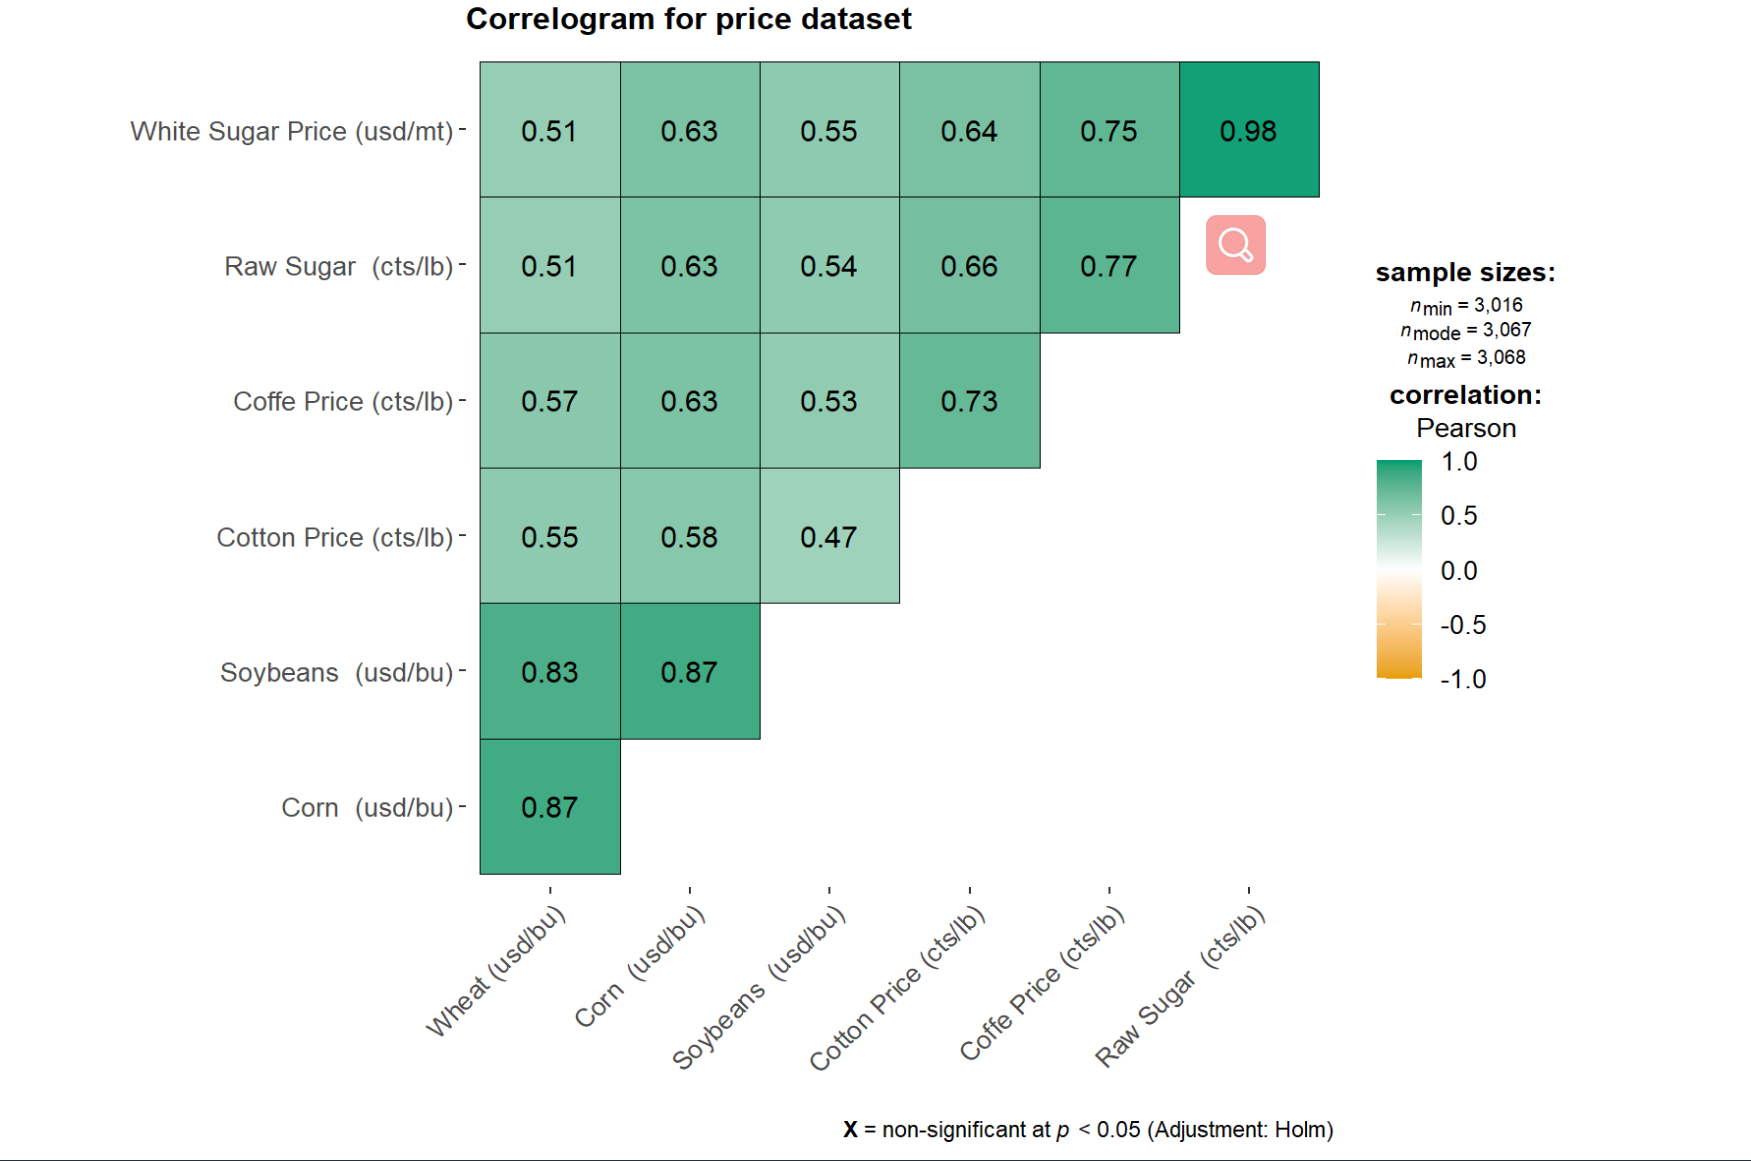 Correlogram for price dataset
White Sugar Price (usd/mt)
0.51 0.63 0.55 0.64 0.75 0.98
Raw Sugar  (cts/lb)
0.51 0.63 0.54 0.66 0.77
Coffe Price (cts/lb)
0.57 0.63 0.53 0.73
Cotton Price (cts/lb)
0.55 0.58 0.47
Soybeans  (usd/bu)
0.83 0.87
Corn  (usd/bu)
0.87
Wheat (usd/bu)
Corn  (usd/bu)
Soybeans  (usd/bu)
Cotton Price (cts/lb)
Coffe Price (cts/lb)
Raw Sugar  (cts/lb)
sample sizes:
nmin = 3,016
nmode = 3,067
nmax = 3,068
correlation:
Pearson
1.0
0.5
0.0
-0.5
-1.0
X = non-significant at p < 0.05 (Adjustment: Holm)